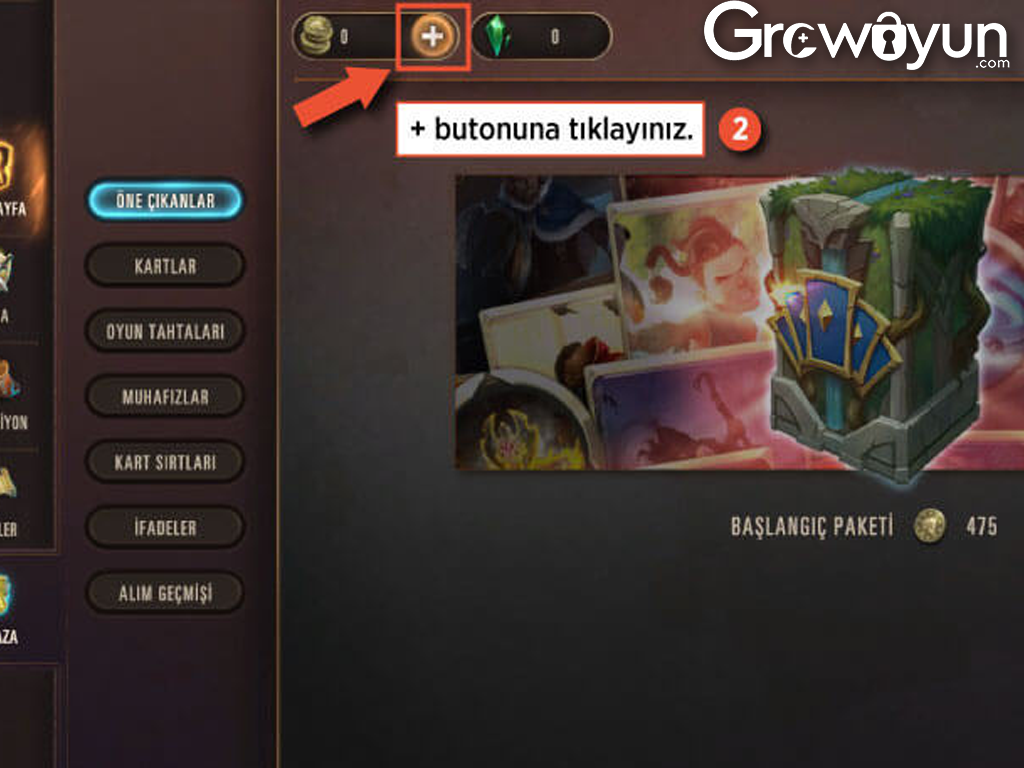 0
0
GrowOyun
.com
+ butonuna tıklayınız.
2
AYFA
ÖNE ÇIKANLAR
KARTLAR
A
OYUN TAHTALARI
MUHAFIZLAR
İYON
KART SIRTLARI
LER
İFADELER
BAŞLANGIÇ PAKETİ 475
ALIM GEÇMİŞİ
AZA